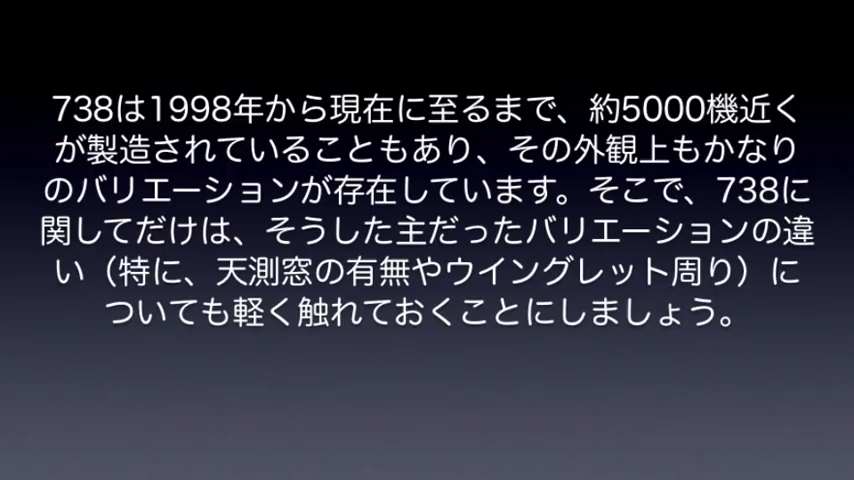 738は1998年から現在に至るまで、約5000機近く
が製造されていることもあり、その外観上もかなり
のバリエーションが存在しています。そこで、738に
関してだけは、そうした主だったバリエーションの違
い（特に、天測窓の有無やウイングレット周り）に
ついても軽く触れておくことにしましょう。